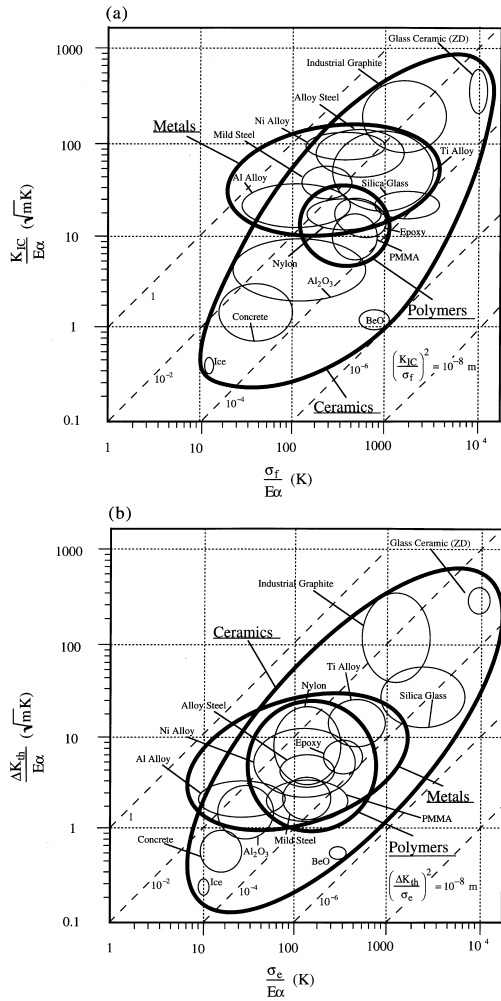 (a)
Glass Ceramic (ZD)
1000
Industrial Graphite
Alloy Steel
Ni Alloy
Metals
Mild Steel
100
Ti Alloy
Al Alloy
Silica Glass
K_IC / Eα (√mK)
10
Epoxy
Nylon
PMMA
Al₂O₃
Polymers
1
Concrete
BeO
1
Ice
10⁻²
10⁻⁴
10⁻⁶
(K_IC / σ_f)² = 10⁻⁸ m
Ceramics
0.1
1 10 100 1000 10⁴
σ_f / Eα (K)
(b)
Glass Ceramic (ZD)
1000
Industrial Graphite
Ceramics
100
Ti Alloy
Nylon
Alloy Steel
Silica Glass
ΔK_th / Eα (√mK)
Ni Alloy
10
Epoxy
Al Alloy
Metals
1
1
PMMA
Concrete
Mild Steel
Al₂O₃
Polymers
BeO
Ice
10⁻²
10⁻⁴
10⁻⁶
(ΔK_th / σ_e)² = 10⁻⁸ m
0.1
1 10 100 1000 10⁴
σ_e / Eα (K)